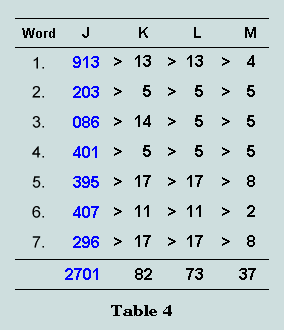 Word J K L M
1. 913 > 13 > 13 > 4
2. 203 > 5 > 5 > 5
3. 086 > 14 > 5 > 5
4. 401 > 5 > 5 > 5
5. 395 > 17 > 17 > 8
6. 407 > 11 > 11 > 2
7. 296 > 17 > 17 > 8
2701 82 73 37
Table 4